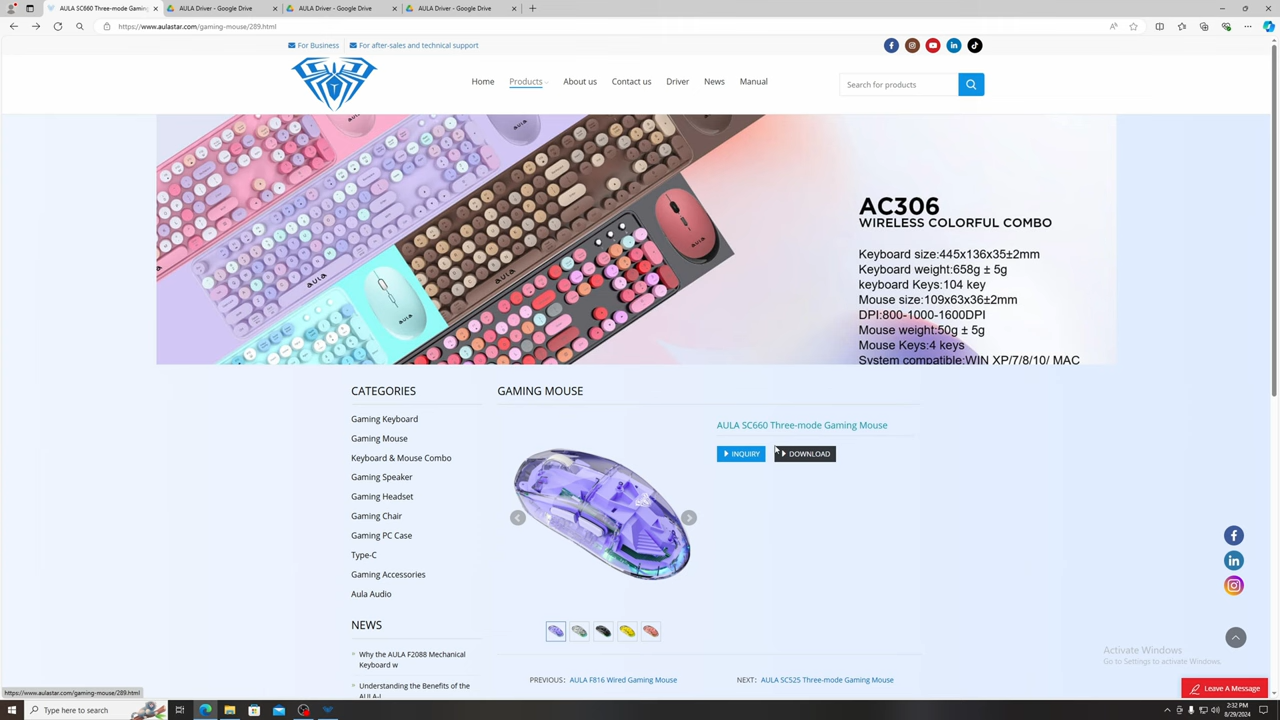 AULA SC660 Three-mode Gaming
AULA Driver - Google Drive
AULA Driver - Google Drive
AULA Driver - Google Drive
https://www.aulastar.com/gaming-mouse/289.html
For Business
For after-sales and technical support
Home
Products
About us
Contact us
Driver
News
Manual
Search for products
AULA
AULA
AULA
AULA
AULA
AC306
WIRELESS COLORFUL COMBO
Keyboard size:445x136x35±2mm
Keyboard weight:658g ± 5g
keyboard Keys:104 key
Mouse size:109x63x36±2mm
DPI:800-1000-1600DPI
Mouse weight:50g ± 5g
Mouse Keys:4 keys
System compatible:WIN XP/7/8/10/ MAC
CATEGORIES
Gaming Keyboard
Gaming Mouse
Keyboard & Mouse Combo
Gaming Speaker
Gaming Headset
Gaming Chair
Gaming PC Case
Type-C
Gaming Accessories
Aula Audio
NEWS
Why the AULA F2088 Mechanical
Keyboard w
Understanding the Benefits of the
AULA-L
GAMING MOUSE
AULA SC660 Three-mode Gaming Mouse
INQUIRY
DOWNLOAD
PREVIOUS: AULA F816 Wired Gaming Mouse
NEXT: AULA SC525 Three-mode Gaming Mouse
Activate Windows
Go to Settings to activate Windows.
Leave A Message
https://www.aulastar.com/gaming-mouse/289.html
Type here to search
2:32 PM
8/29/2024